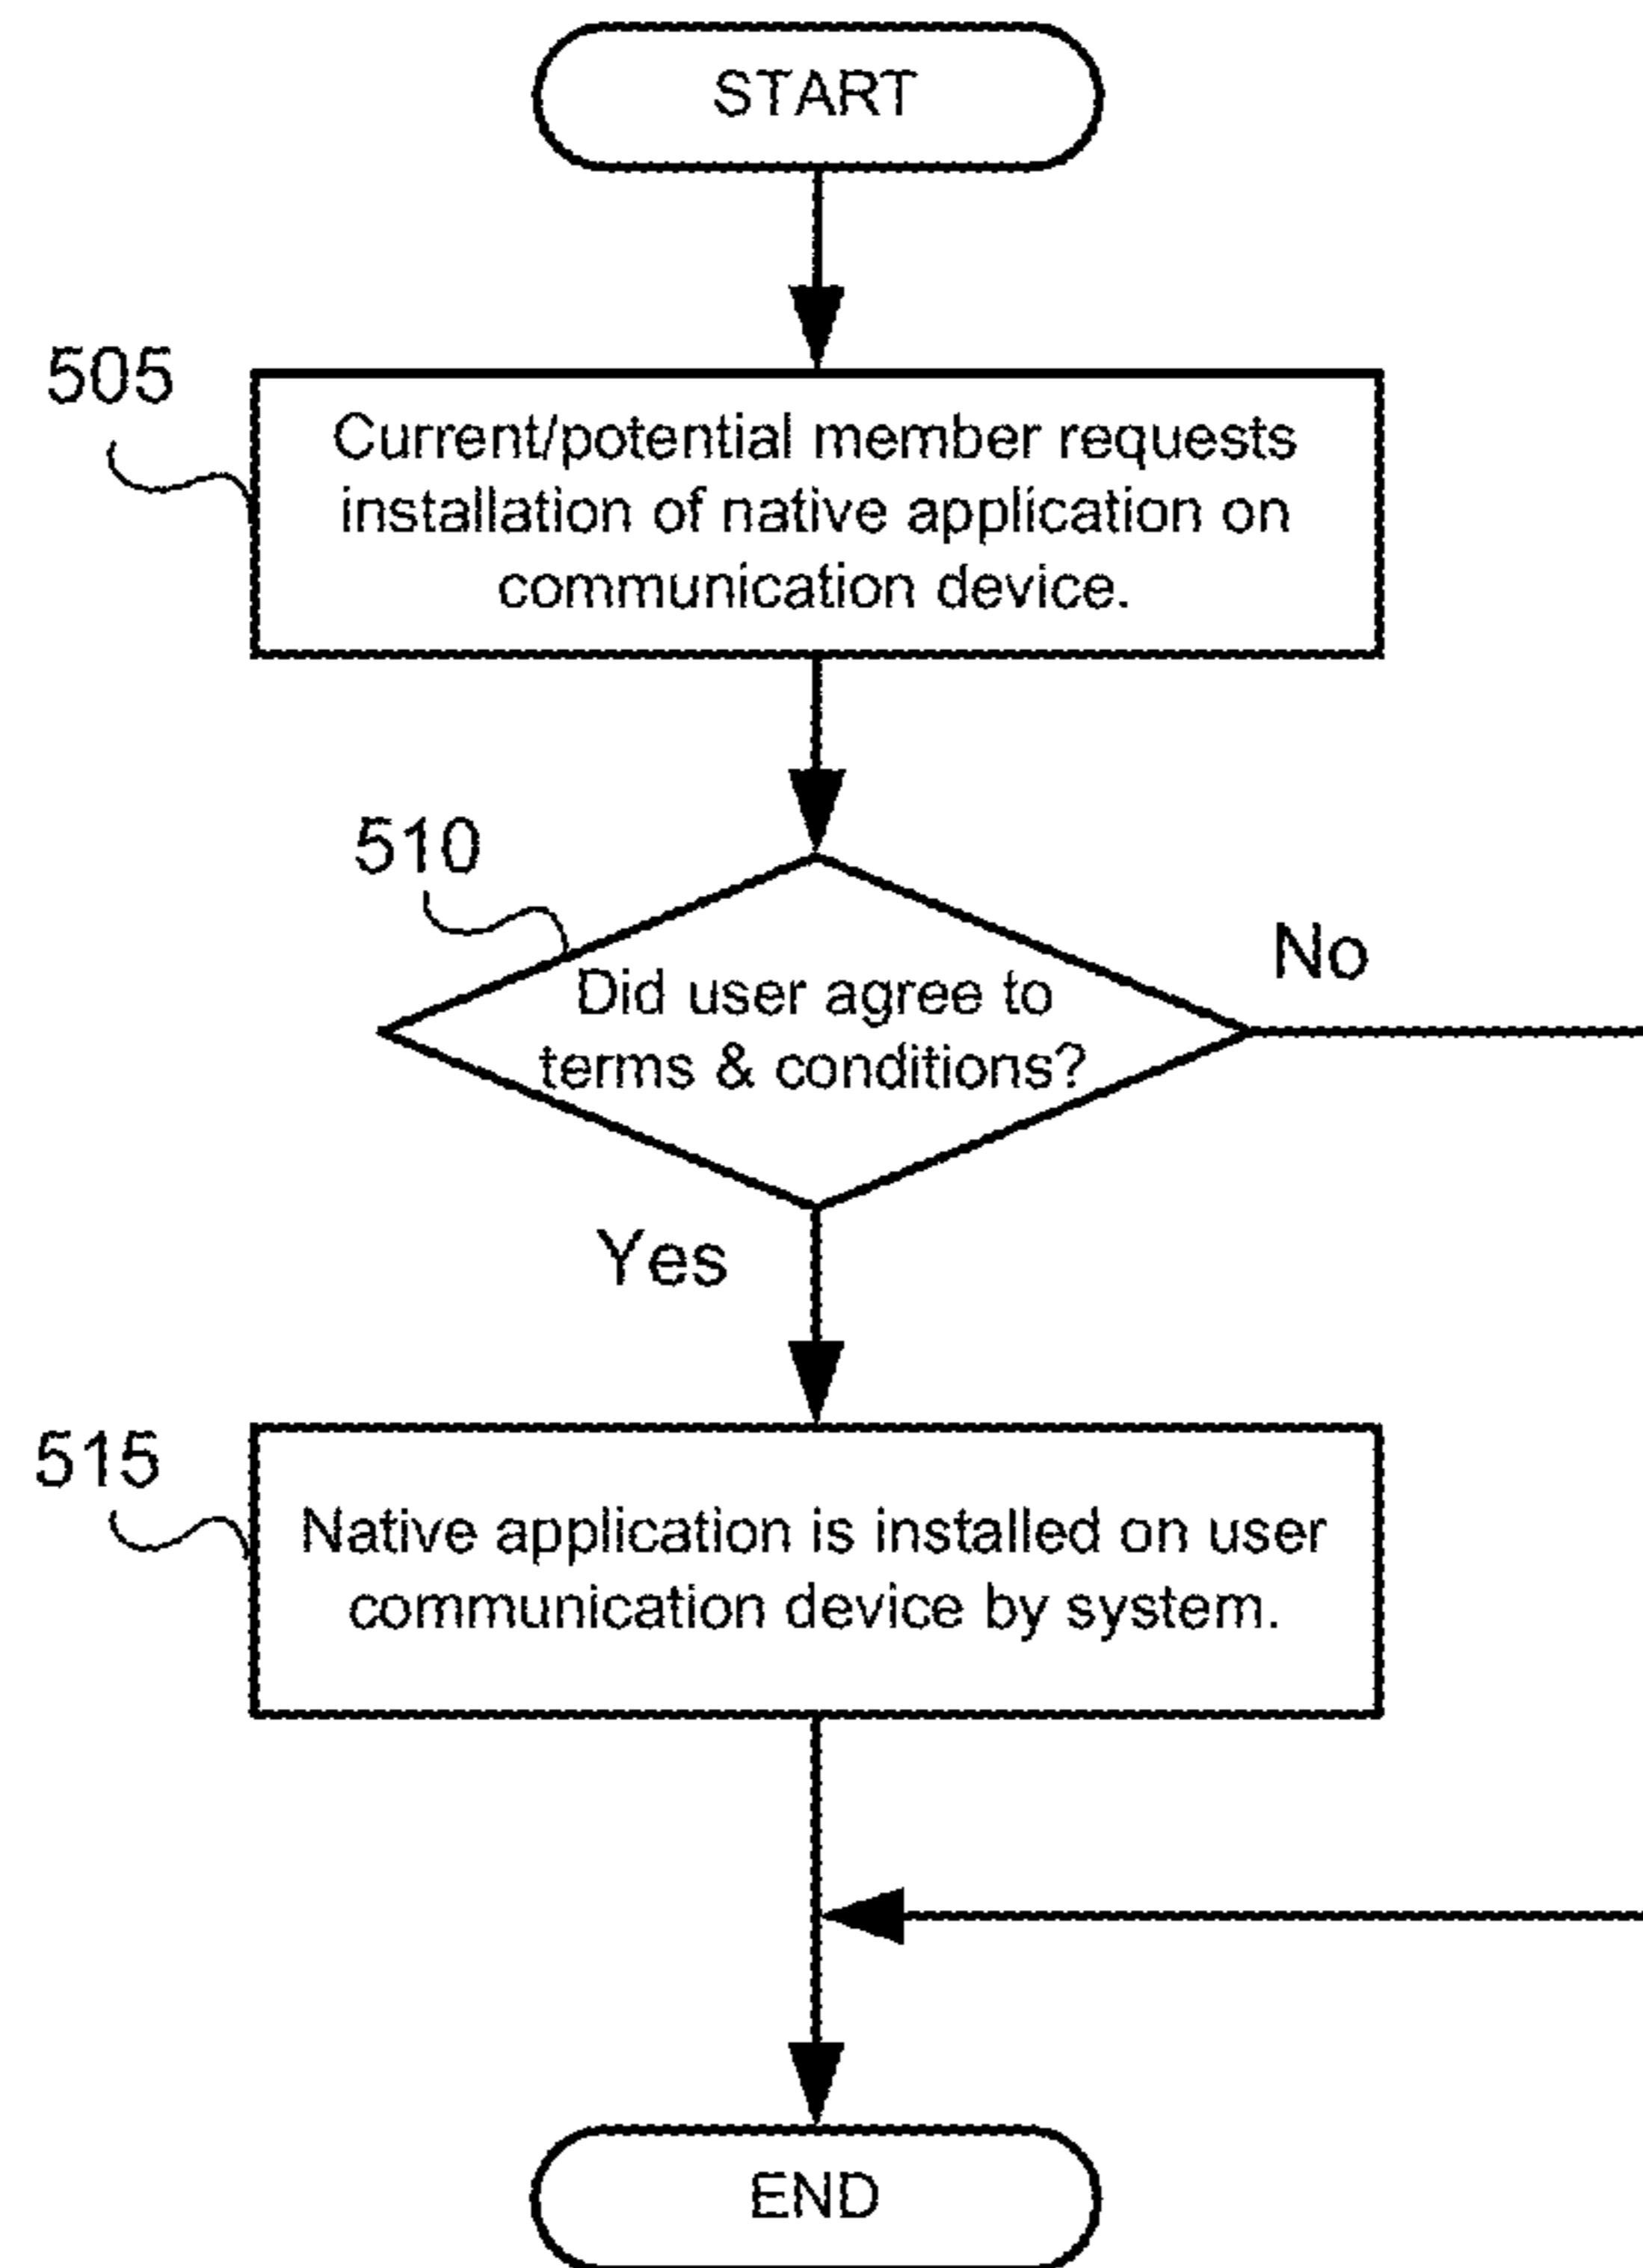 START
505
Current/potential member requests
installation of native application on
communication device.
510
Did user agree to
terms & conditions?
No
Yes
515
Native application is installed on user
communication device by system.
END